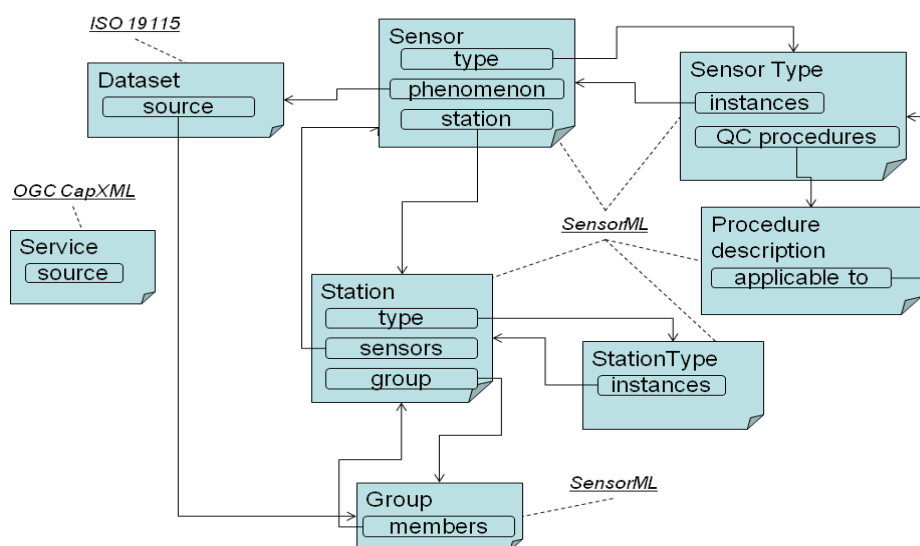 ISO 19115
Dataset
source
Sensor
type
phenomenon
station
Sensor Type
instances
QC procedures
OGC CapXML
Service
source
SensorML
Procedure
description
applicable to
Station
type
sensors
group
StationType
instances
Group
members
SensorML